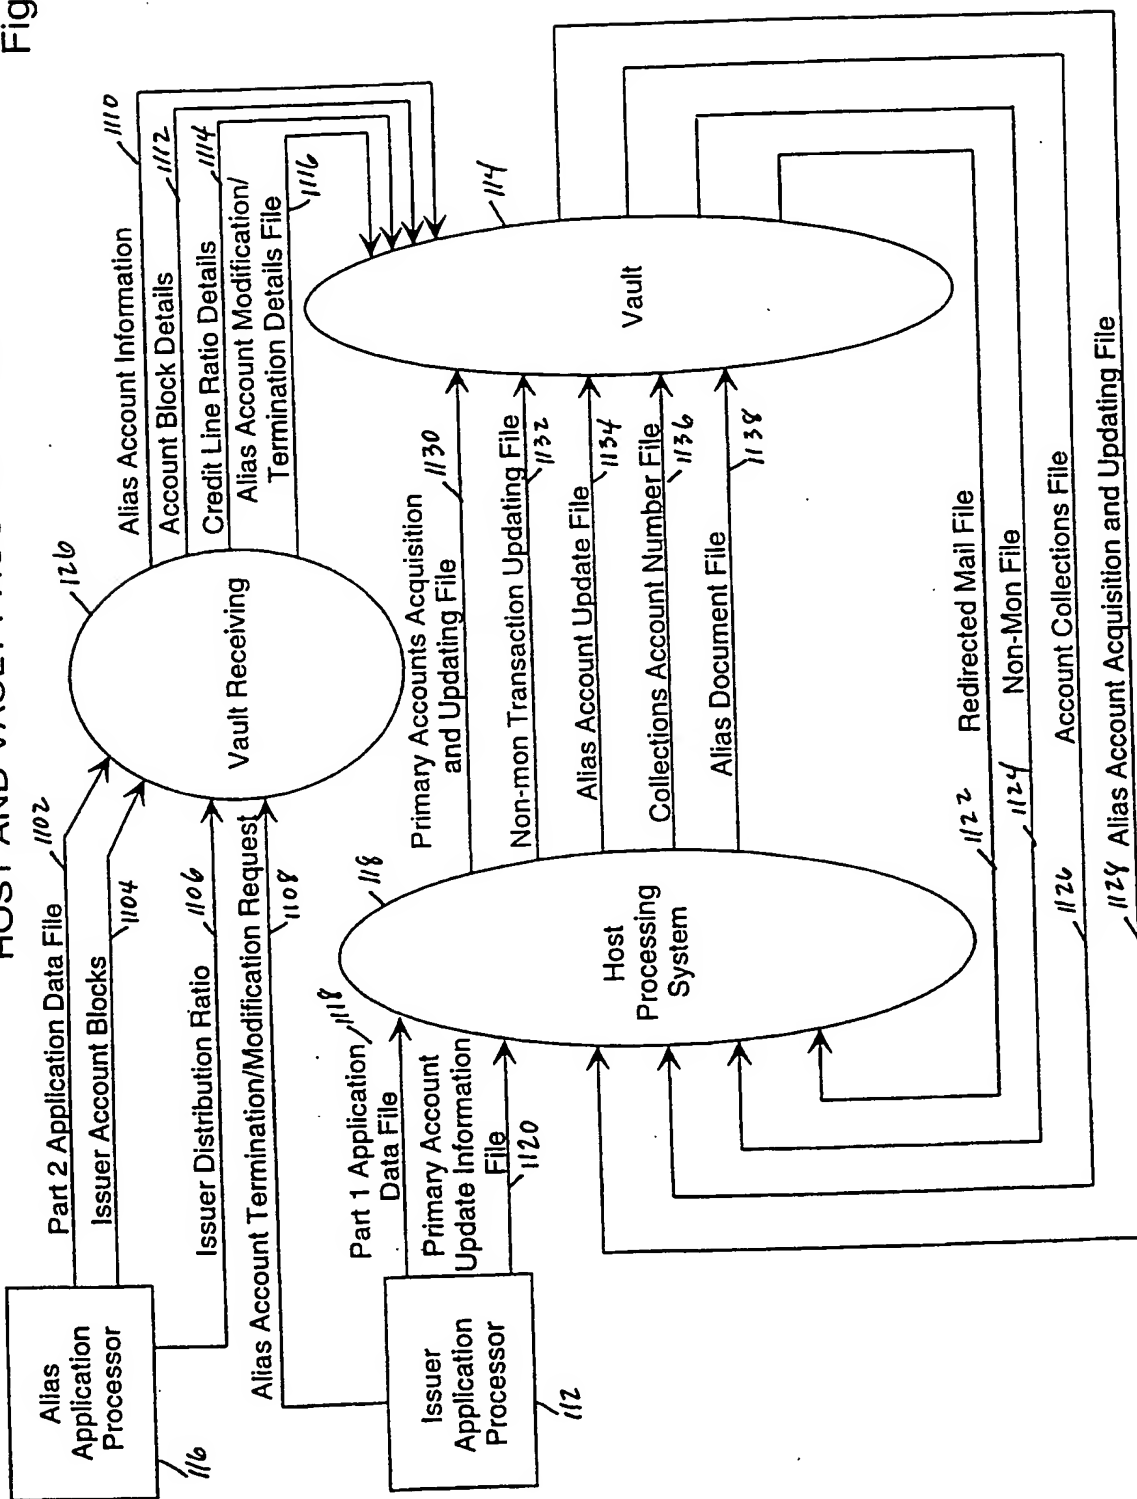 Fig
Part 2 Application Data File
1102
Issuer Account Blocks
1104
Issuer Distribution Ratio
1106
Alias Account Termination/Modification Request
1108
Alias
Application
Processor
116
Issuer
Application
Processor
112
126
Vault Receiving
Alias Account Information
1110
Account Block Details
1112
Credit Line Ratio Details
1114
Alias Account Modification/
Termination Details File
1116
Part 1 Application
Data File
1118
Primary Account
Update Information
File
1120
118
Host
Processing
System
Primary Accounts Acquisition
and Updating File
1130
Non-mon Transaction Updating File
1132
Alias Account Update File
1134
Collections Account Number File
1136
Alias Document File
1138
114
Vault
Redirected Mail File
1122
Non-Mon File
1124
Account Collections File
1126
Alias Account Acquisition and Updating File
1128